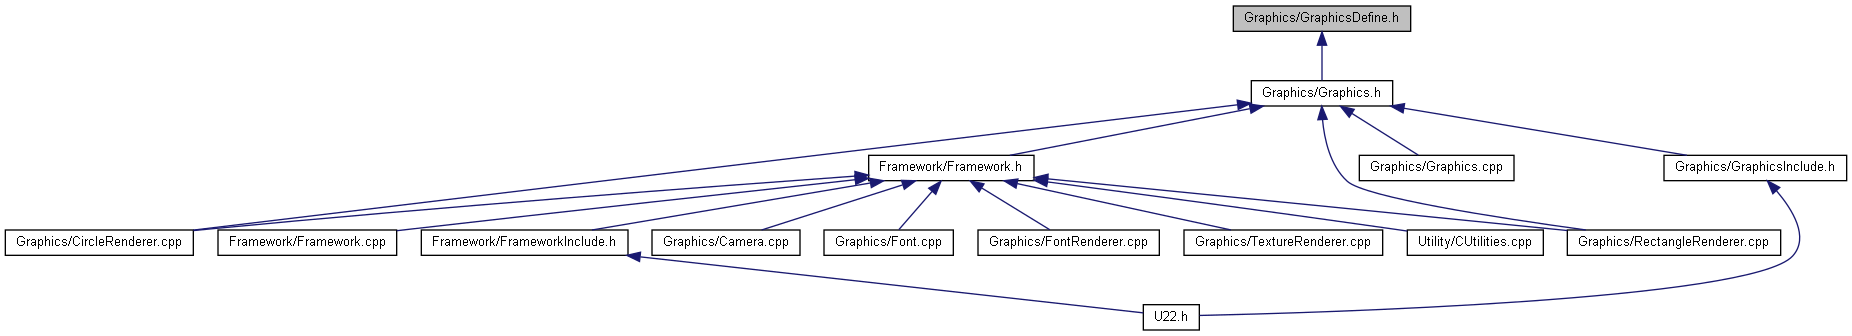 Graphics/GraphicsDefine.h
Graphics/Graphics.h
Framework/Framework.h
Graphics/Graphics.cpp
Graphics/GraphicsInclude.h
Graphics/CircleRenderer.cpp
Framework/Framework.cpp
Framework/FrameworkInclude.h
Graphics/Camera.cpp
Graphics/Font.cpp
Graphics/FontRenderer.cpp
Graphics/TextureRenderer.cpp
Utility/CUtilities.cpp
Graphics/RectangleRenderer.cpp
U22.h